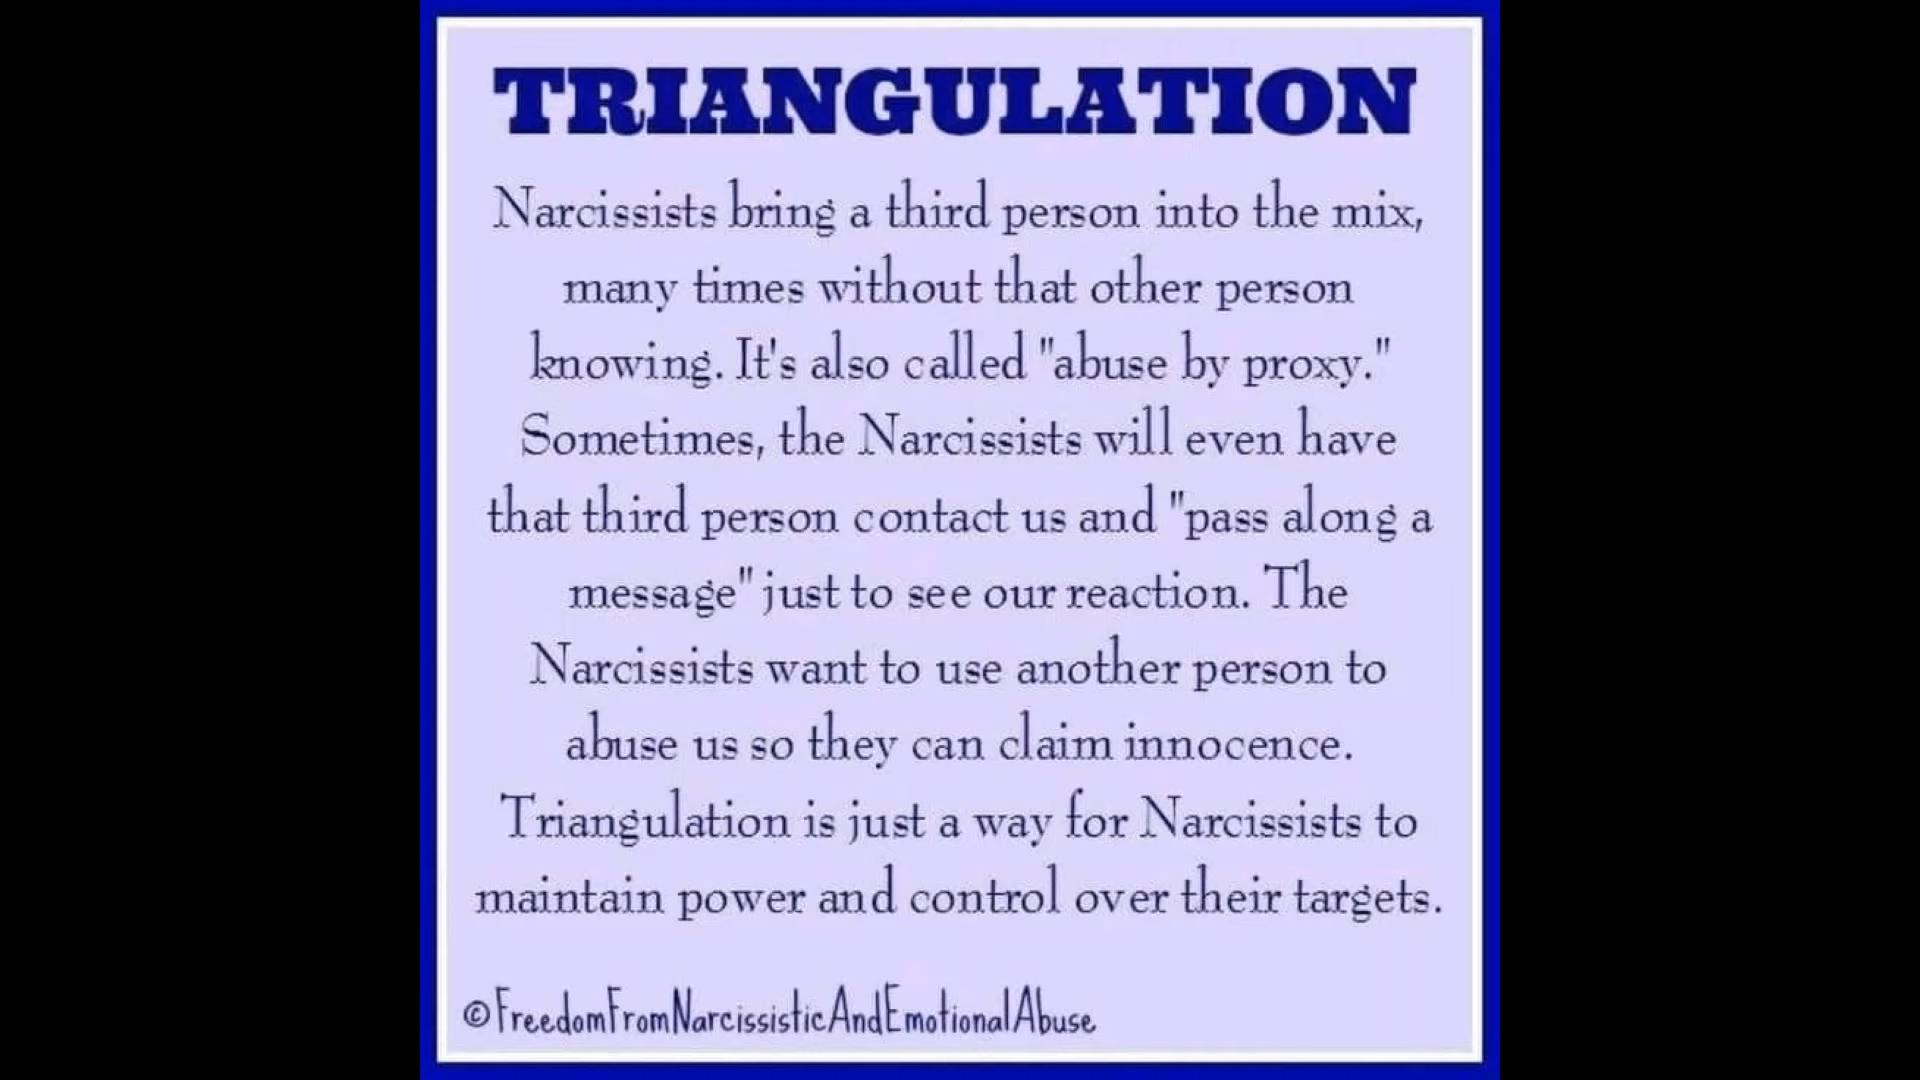 TRIANGULATION
Narcissists bring a third person into the mix,
many times without that other person
knowing. It's also called "abuse by proxy."
Sometimes, the Narcissists will even have
that third person contact us and "pass along a
message" just to see our reaction. The
Narcissists want to use another person to
abuse us so they can claim innocence.
Triangulation is just a way for Narcissists to
maintain power and control over their targets.
©FreedomFromNarcissisticAndEmotionalAbuse